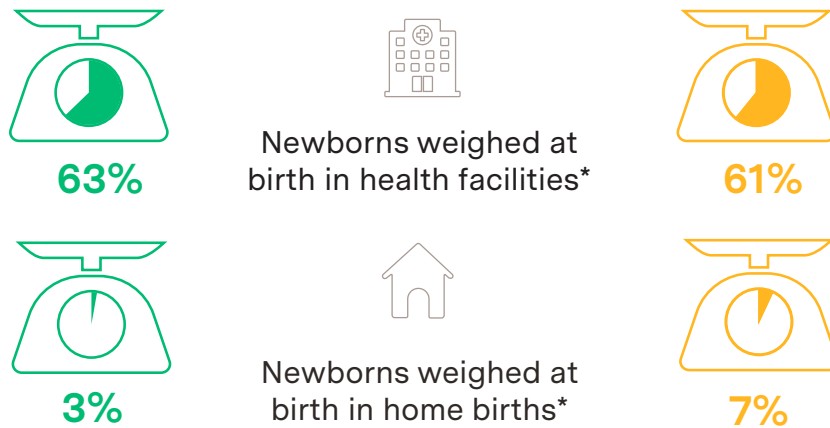 63%
Newborns weighed at
birth in health facilities*
61%
3%
Newborns weighed at
birth in home births*
7%